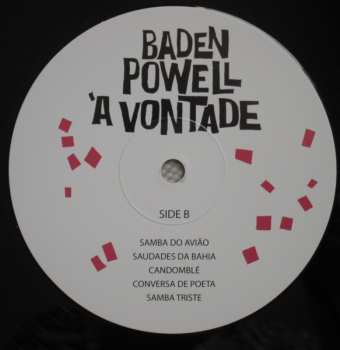 BADEN
POWELL
'A VONTADE
SIDE B
SAMBA DO AVIÃO
SAUDADES DA BAHIA
CANDOMBLÉ
CONVERSA DE POETA
SAMBA TRISTE